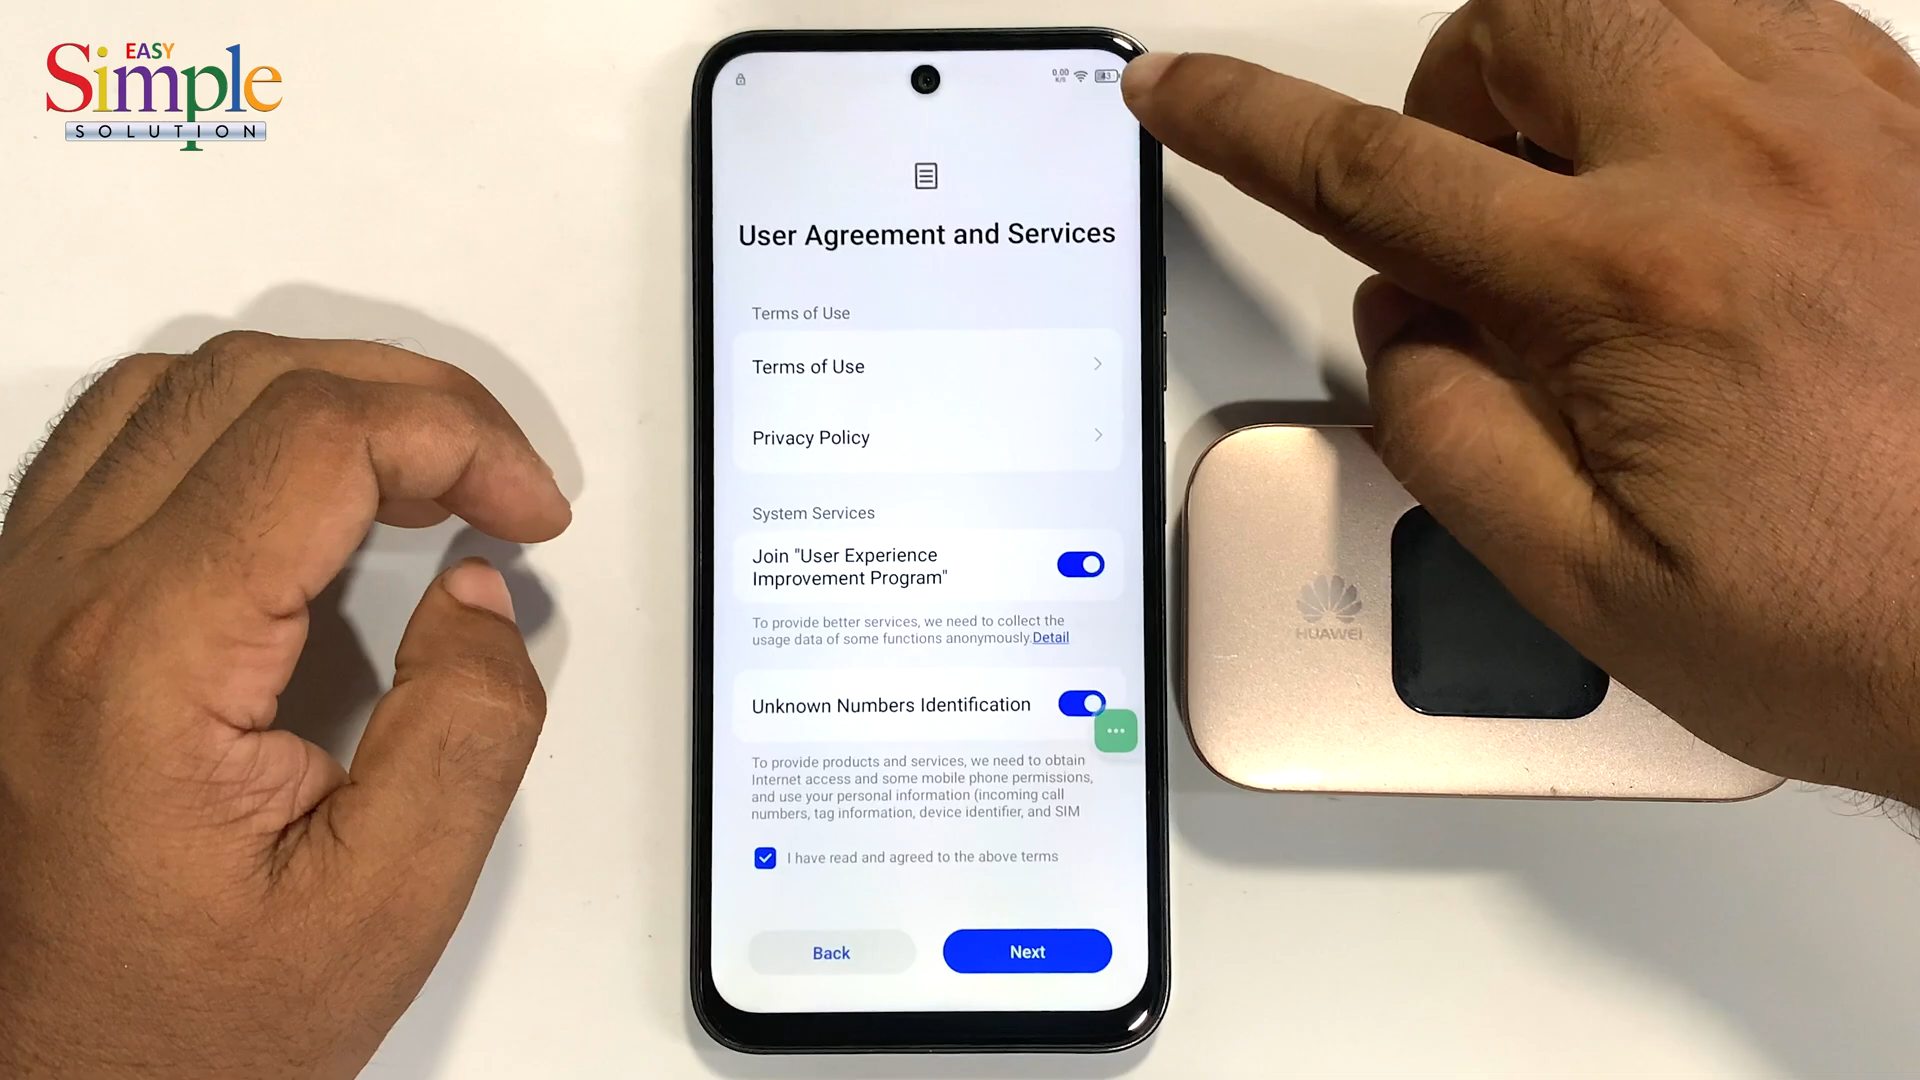 EASY
Simple
SOLUTION
0.00
K/S
43
User Agreement and Services
Terms of Use
Terms of Use
Privacy Policy
System Services
Join "User Experience
Improvement Program"
To provide better services, we need to collect the
usage data of some functions anonymously.Detail
Unknown Numbers Identification
To provide products and services, we need to obtain
Internet access and some mobile phone permissions,
and use your personal information (incoming call
numbers, tag information, device identifier, and SIM
I have read and agreed to the above terms
Back
Next
HUAWEI